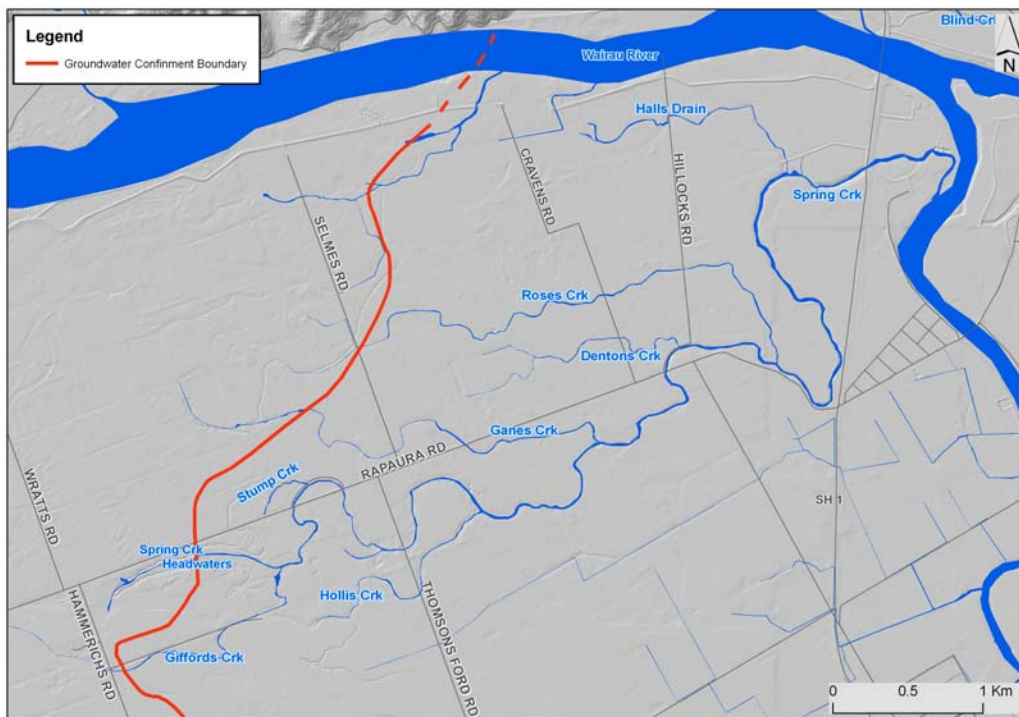 Legend
Groundwater Confinment Boundary
Blind Cr
N
Wairau River
Halls Drain
CRAVENS RD
HILLOCKS RD
Spring Crk
SELMES RD
Roses Crk
Dentons Crk
Ganes Crk
RAPAURA RD
Stump Crk
WRATTS RD
SH 1
Spring Crk
Headwaters
Hollis Crk
THOMSONS FORD RD
HAMMERICHS RD
Giffords Crk
0 0.5 1 Km